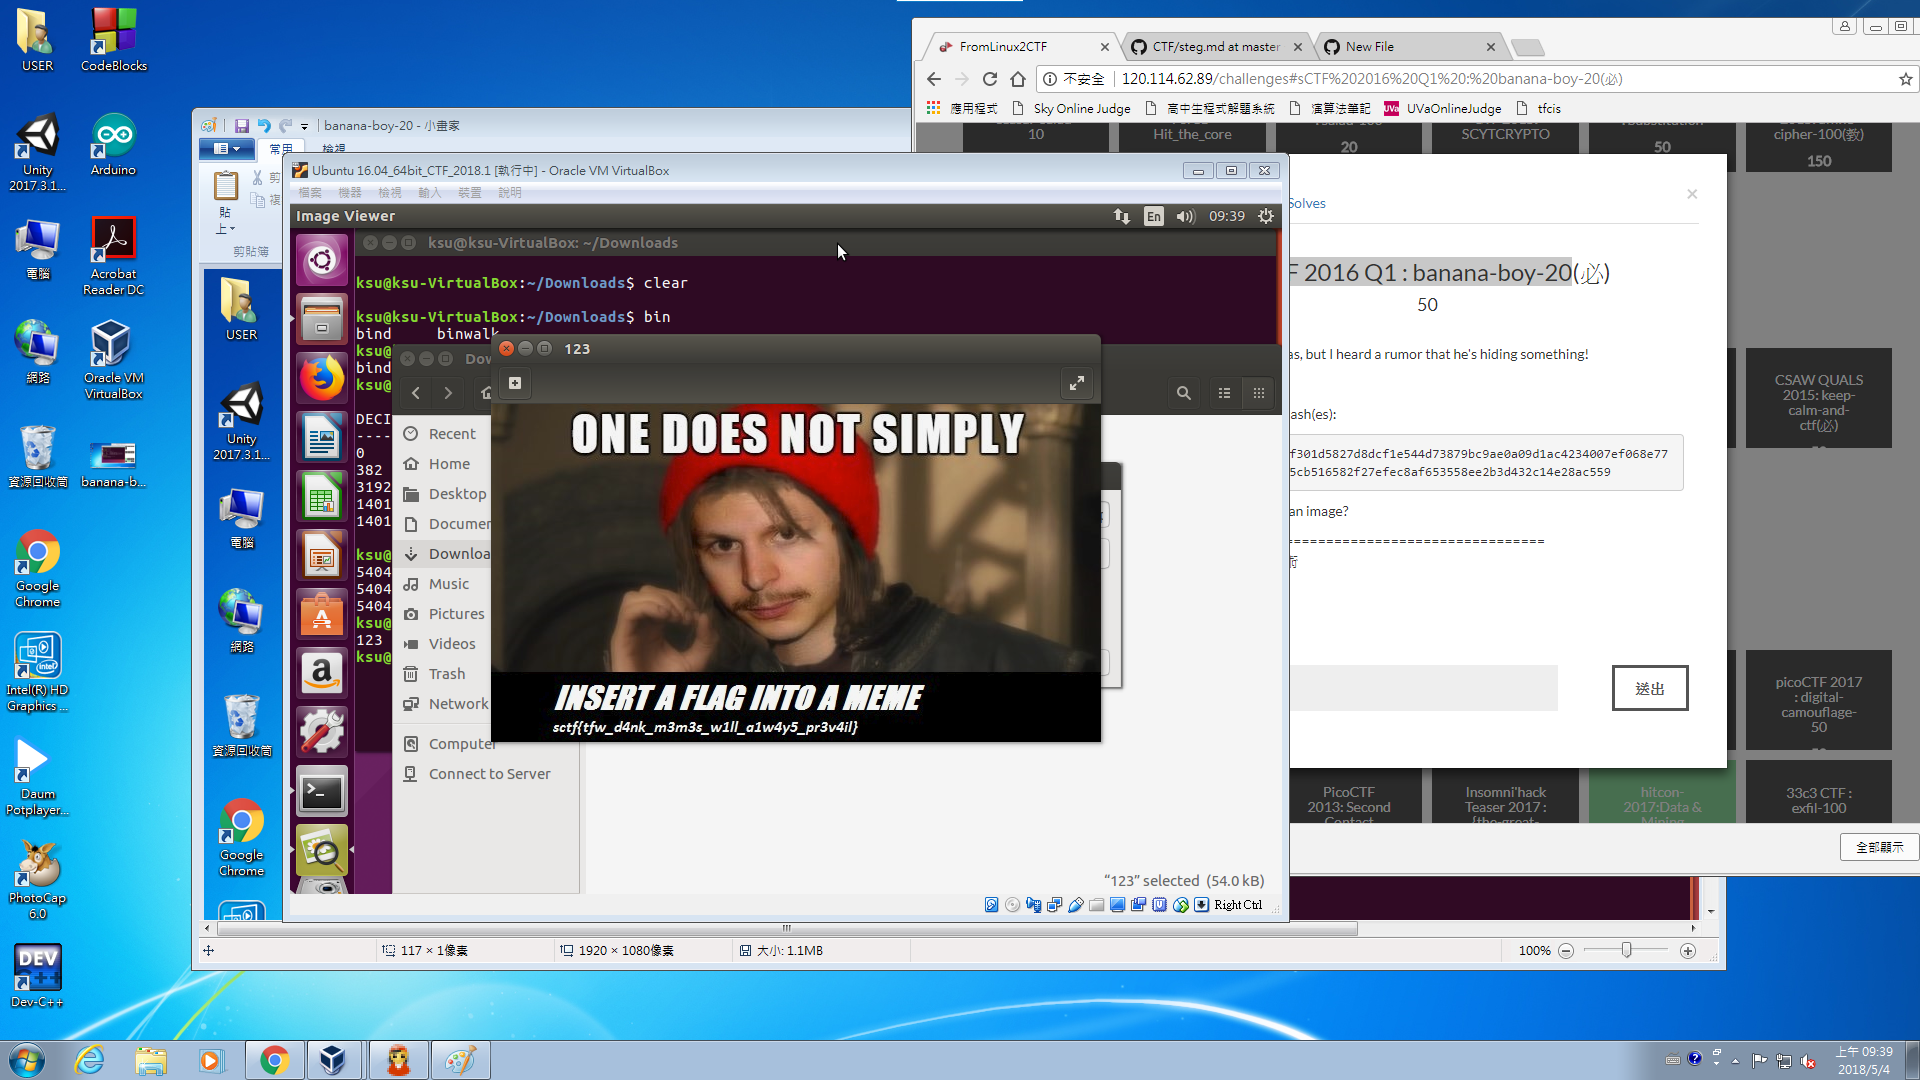 USER
CodeBlocks
Unity
2017.3.1...
Arduino
電腦
Acrobat
Reader DC
網路
Oracle VM
VirtualBox
Unity
2017.3.1...
資源回收筒
banana-b...
電腦
Google
Chrome
網路
Intel(R) HD
Graphics ...
資源回收筒
Daum
Potplayer...
PhotoCap
6.0
Google
Chrome
Dev-C++
USER
banana-boy-20 - 小畫家
常用
檢視
貼
上
剪
複
剪貼簿
Ubuntu 16.04_64bit_CTF_2018.1 [執行中] - Oracle VM VirtualBox
檔案 機器 檢視 輸入 裝置 說明
Image Viewer
En
09:39
ksu@ksu-VirtualBox: ~/Downloads
ksu@ksu-VirtualBox:~/Downloads$ clear
ksu@ksu-VirtualBox:~/Downloads$ bin
bind binwalk
ksu@
bind
ksu@
DECI
----
0
382
3192
1401
1401
ksu@
5404
5404
5404
ksu@
123
ksu@
123
Dow
Recent
Home
Desktop
Documen
Downloa
Music
Pictures
Videos
Trash
Network
Computer
Connect to Server
ONE DOES NOT SIMPLY
INSERT A FLAG INTO A MEME
sctf{tfw_d4nk_m3m3s_w1ll_a1w4y5_pr3v4il}
“123” selected (54.0 kB)
Right Ctrl
117 × 1像素
1920 × 1080像素
大小: 1.1MB
100%
FromLinux2CTF
CTF/steg.md at master
New File
不安全
120.114.62.89/challenges#sCTF%202016%20Q1%20:%20banana-boy-20(必)
應用程式
Sky Online Judge
高中生程式解題系統
演算法筆記
UVaOnlineJudge
tfcis
10
Hit_the_core
20
SCYTCRYPTO
50
cipher-100(教)
150
Solves
×
F 2016 Q1 : banana-boy-20(必)
50
as, but I heard a rumor that he's hiding something!
ash(es):
f301d5827d8dcf1e544d73879bc9ae0a09d1ac4234007ef068e77
5cb516582f27efec8af653558ee2b3d432c14e28ac559
an image?
===============================
術
送出
CSAW QUALS
2015: keep-
calm-and-
ctf(必)
picoCTF 2017
: digital-
camouflage-
50
PicoCTF
2013: Second
Contact
Insomni'hack
Teaser 2017 :
hitcon-
2017:Data &
Mining
33c3 CTF :
exfil-100
全部顯示
上午 09:39
2018/5/4